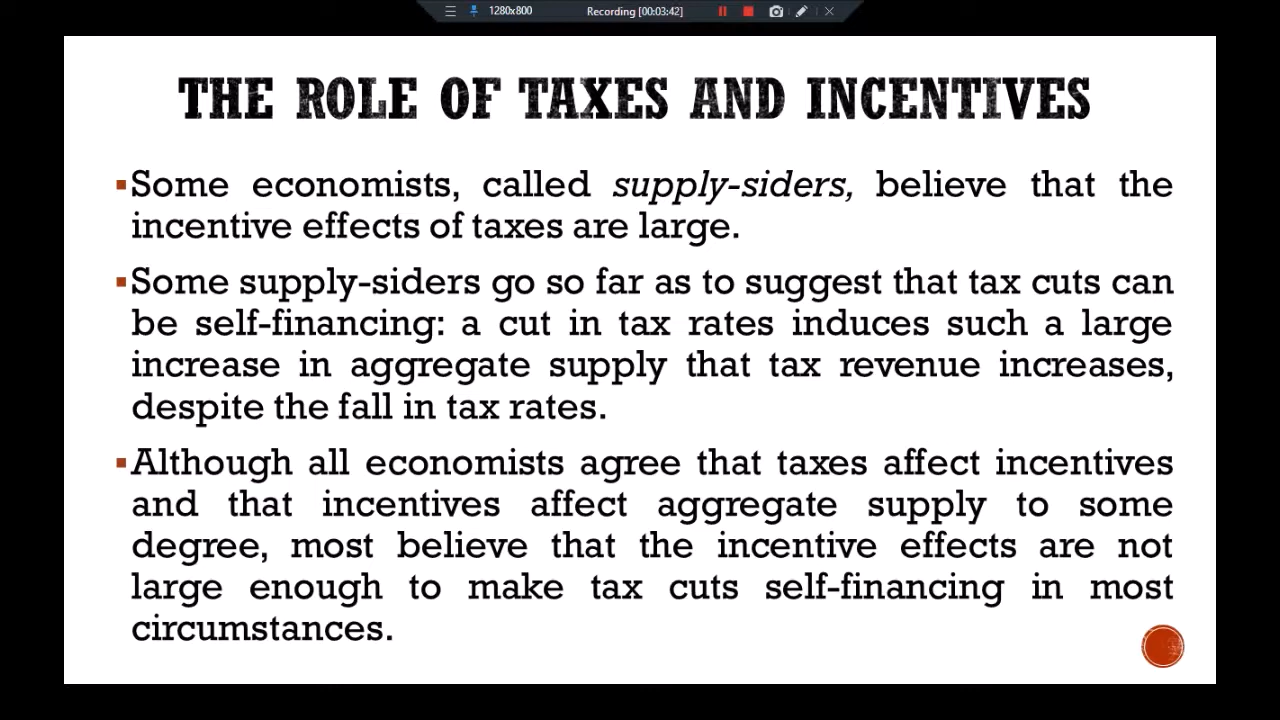 1280x800 Recording [00:03:42]
THE ROLE OF TAXES AND INCENTIVES
▪Some economists, called supply-siders, believe that the
incentive effects of taxes are large.
▪Some supply-siders go so far as to suggest that tax cuts can
be self-financing: a cut in tax rates induces such a large
increase in aggregate supply that tax revenue increases,
despite the fall in tax rates.
▪Although all economists agree that taxes affect incentives
and that incentives affect aggregate supply to some
degree, most believe that the incentive effects are not
large enough to make tax cuts self-financing in most
circumstances.